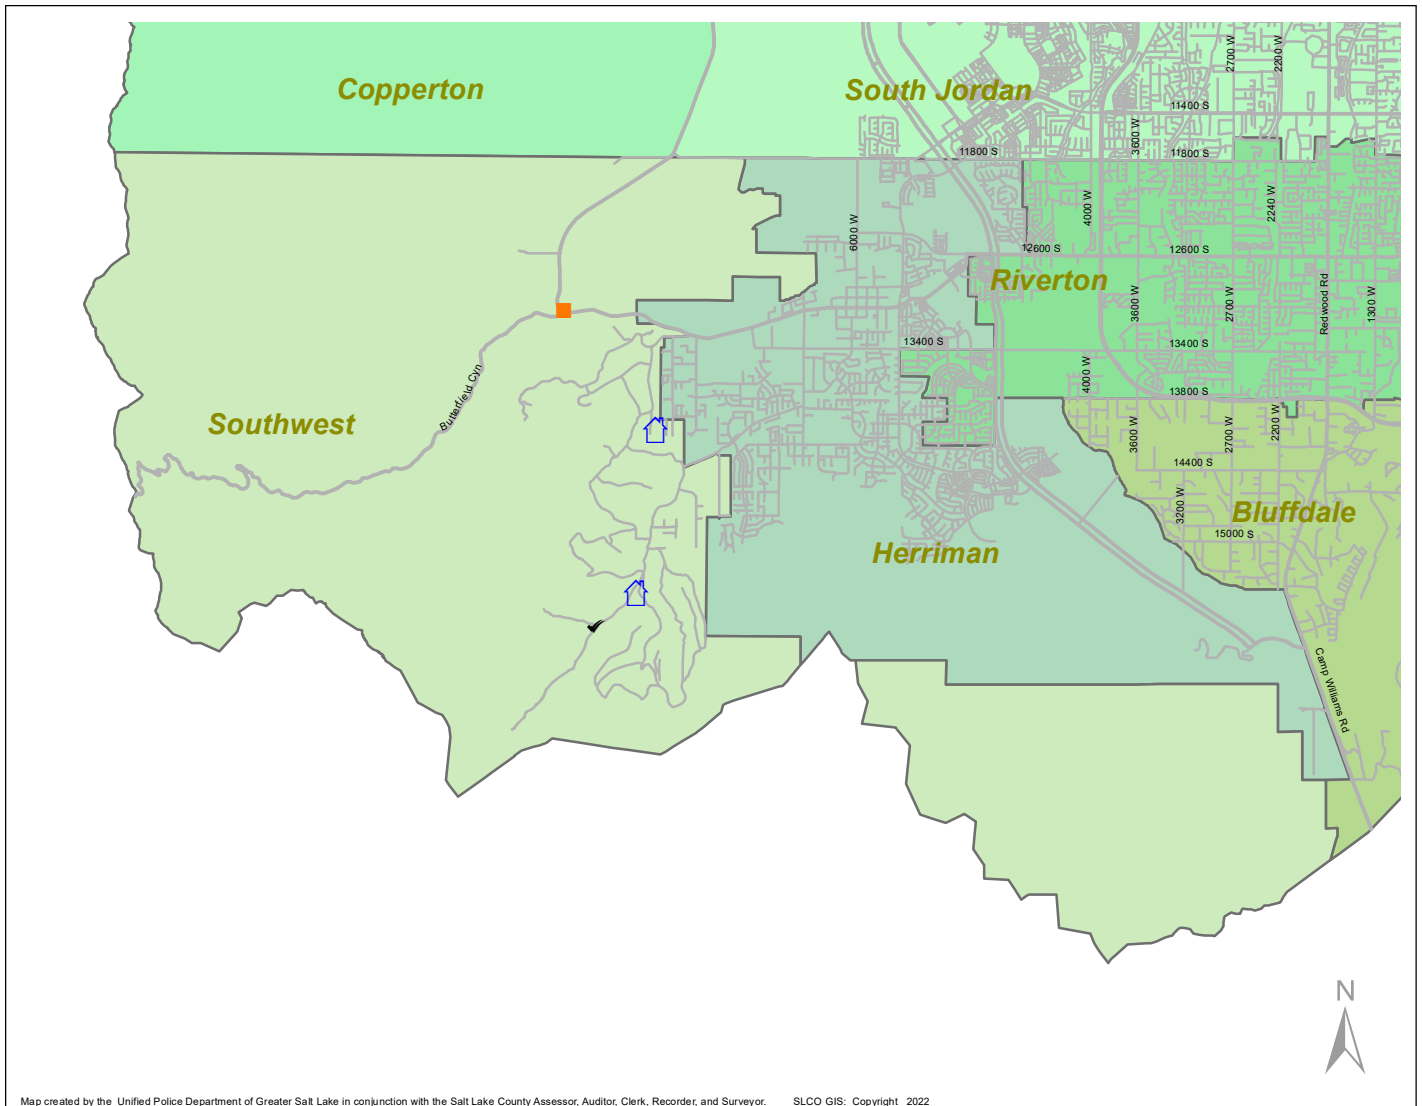 Copperton
South Jordan
2700 W
2200 W
11400 S
3600 W
11800 S
11800 S
4000 W
2240 W
6000 W
12600 S
12600 S
Riverton
3600 W
2700 W
Redwood Rd
1300 W
13400 S
13400 S
Butterfield Cyn
4000 W
13800 S
Southwest
3600 W
2700 W
2200 W
14400 S
3200 W
Bluffdale
15000 S
Herriman
Camp Williams Rd
N
Map created by the Unified Police Department of Greater Salt Lake in conjunction with the Salt Lake County Assessor, Auditor, Clerk, Recorder, and Surveyor. SLCO GIS: Copyright 2022